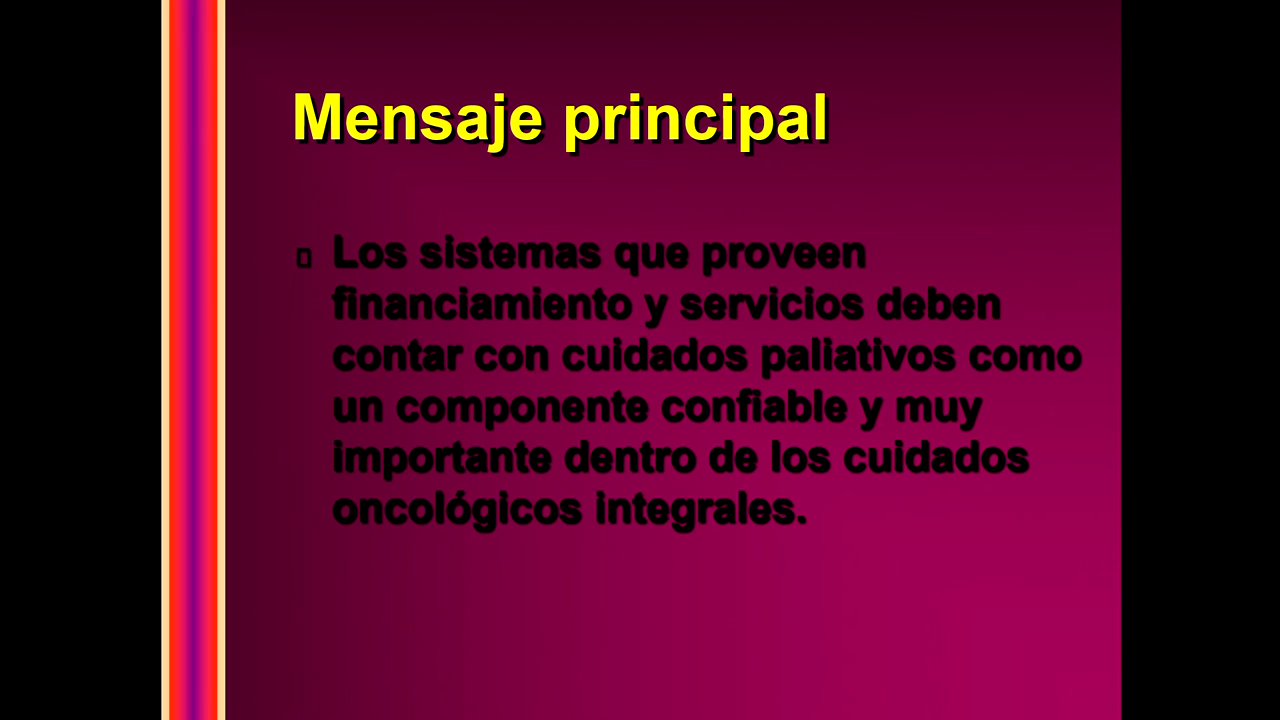 Mensaje principal
Los sistemas que proveen
financiamiento y servicios deben
contar con cuidados paliativos como
un componente confiable y muy
importante dentro de los cuidados
oncológicos integrales.